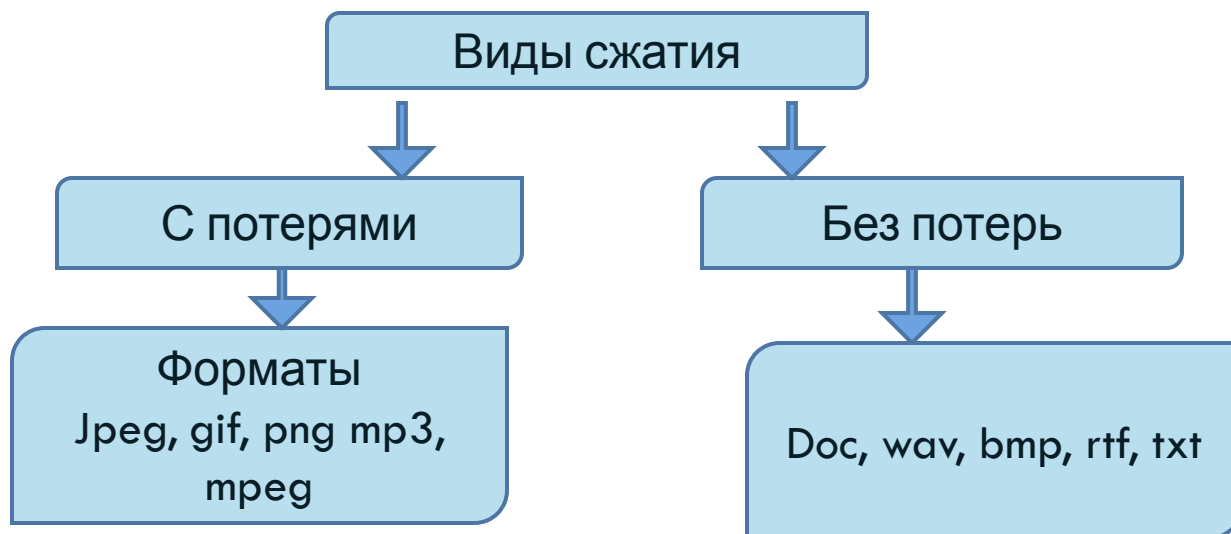 Виды сжатия
С потерями
Без потерь
Форматы
Jpeg, gif, png mp3,
mpeg
Doc, wav, bmp, rtf, txt